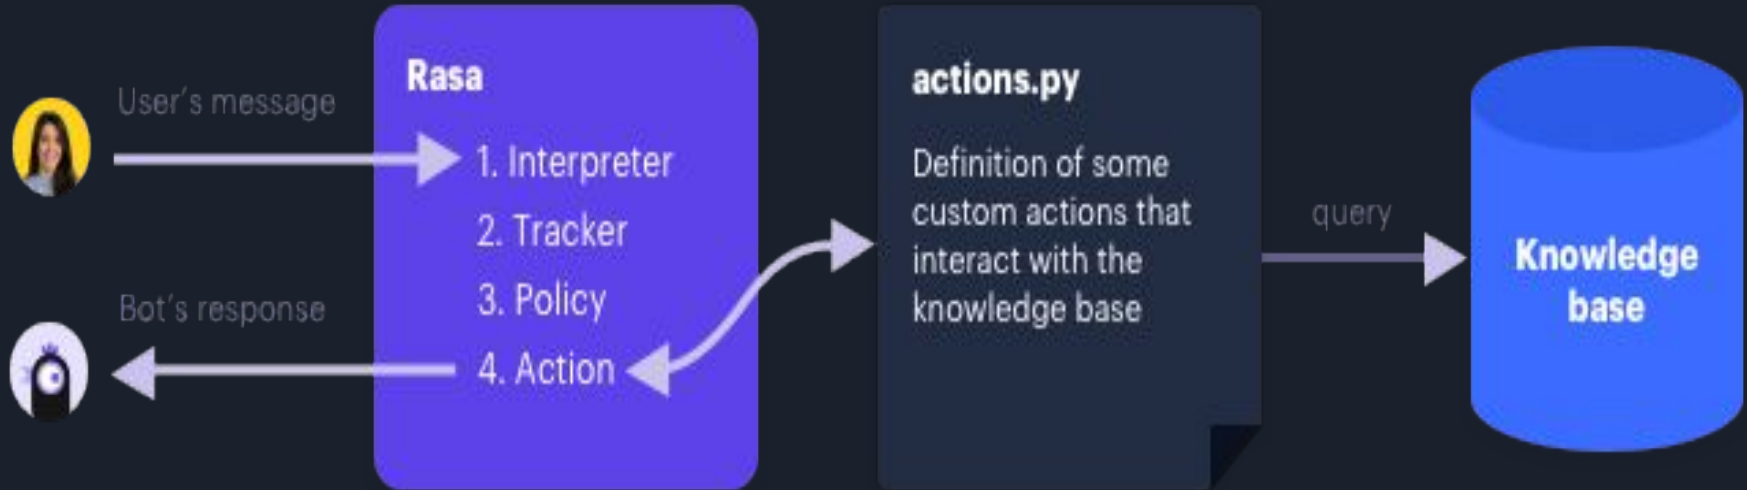 User's message
Bot's response
Rasa
1. Interpreter
2. Tracker
3. Policy
4. Action
actions.py
Definition of some
custom actions that
interact with the
knowledge base
query
Knowledge
base